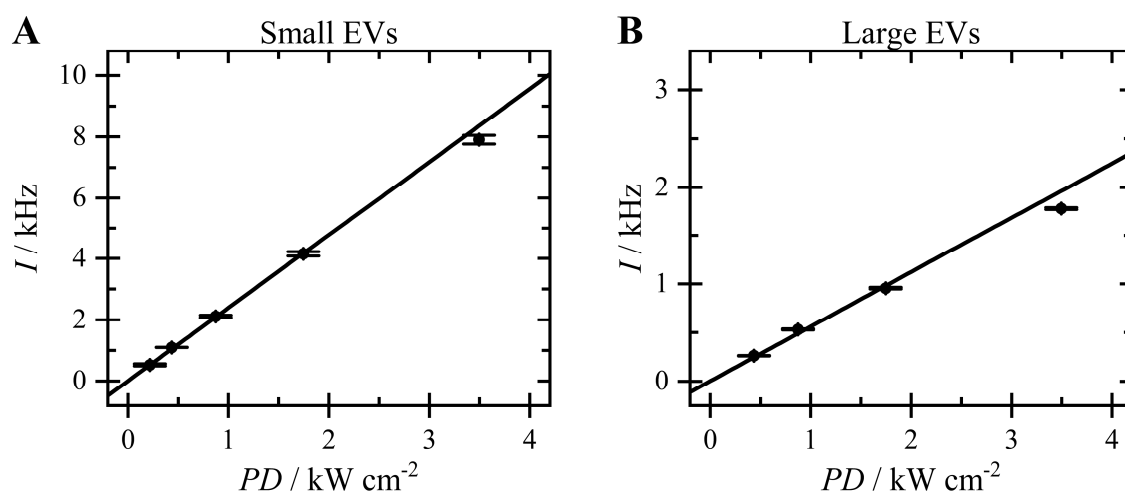 A
Small EVs
10
8
6
4
2
0
I / kHz
0 1 2 3 4
PD / kW cm⁻²
B
Large EVs
3
2
1
0
I / kHz
0 1 2 3 4
PD / kW cm⁻²